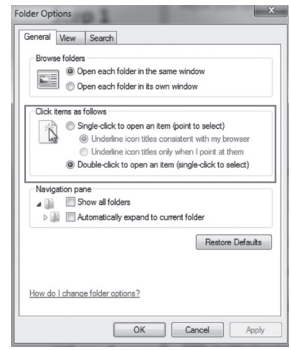 Folder Options
General View Search
Browse folders
Open each folder in the same window
Open each folder in its own window
Click items as follows
Single-click to open an item (point to select)
Underline icon titles consistent with my browser
Underline icon titles only when I point at them
Double-click to open an item (single-click to select)
Navigation pane
Show all folders
Automatically expand to current folder
Restore Defaults
How do I change folder options?
OK Cancel Apply